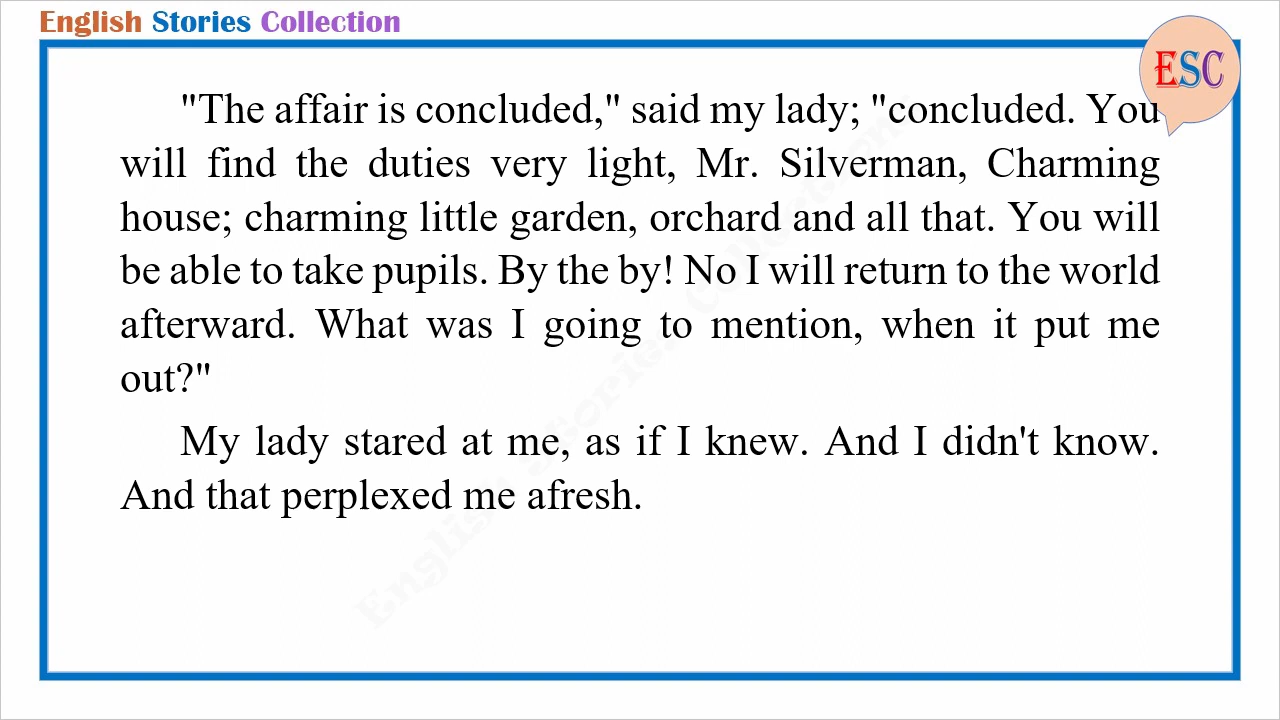 English Stories Collection
ESC
"The affair is concluded," said my lady; "concluded. You
will find the duties very light, Mr. Silverman, Charming
house; charming little garden, orchard and all that. You will
be able to take pupils. By the by! No I will return to the world
afterward. What was I going to mention, when it put me
out?"
My lady stared at me, as if I knew. And I didn't know.
And that perplexed me afresh.
English Stories Collection